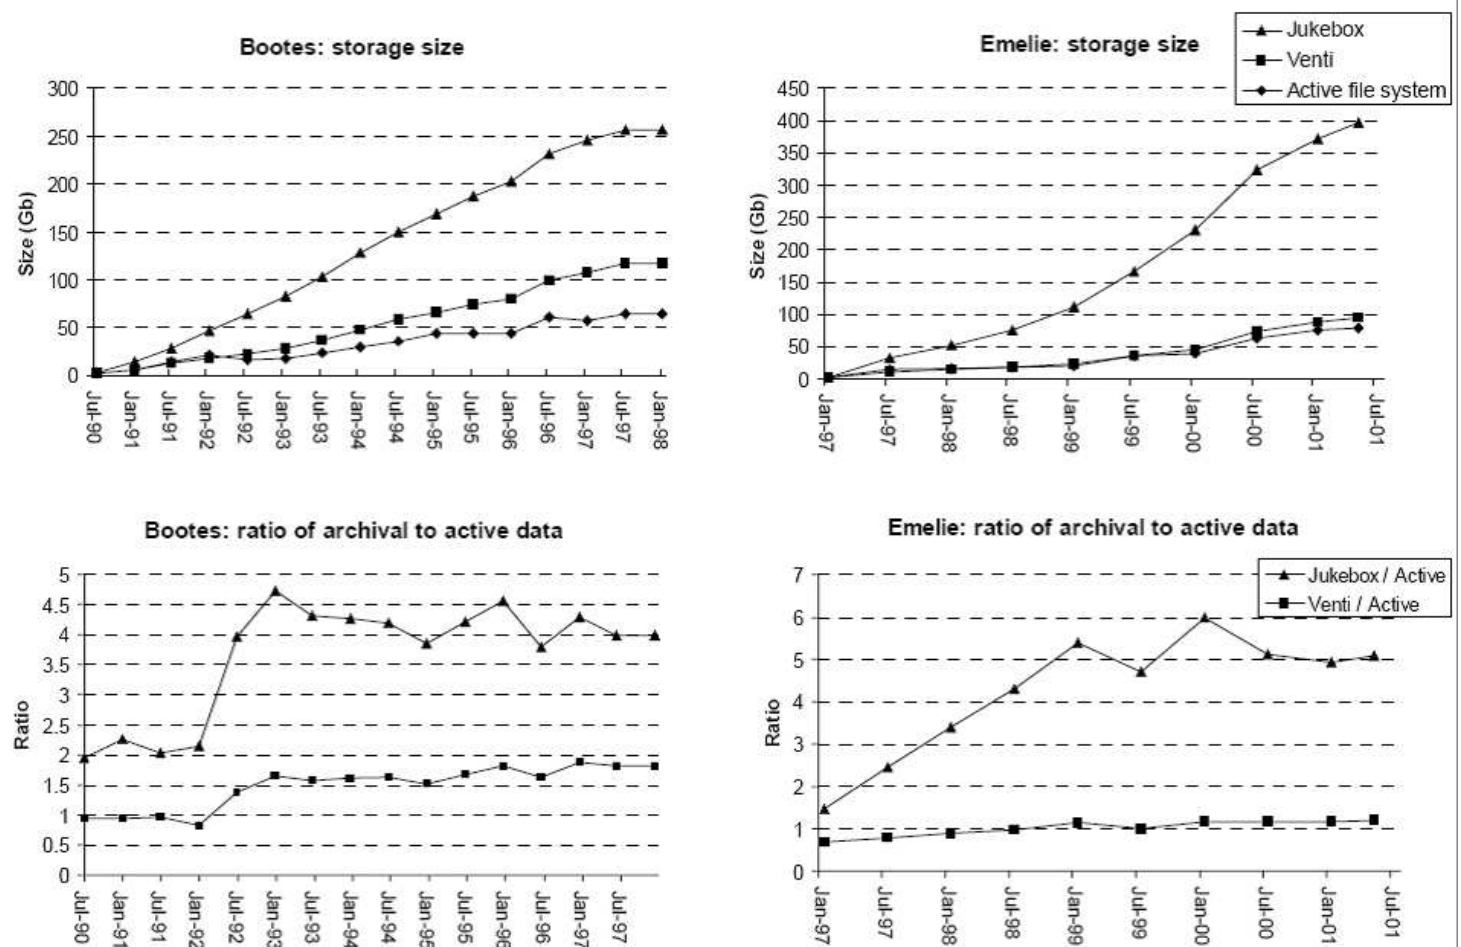 Bootes: storage size
300
250
200
150
100
50
0
Size (Gb)
Jul-90
Jan-91
Jul-91
Jan-92
Jul-92
Jan-93
Jul-93
Jan-94
Jul-94
Jan-95
Jul-95
Jan-96
Jul-96
Jan-97
Jul-97
Jan-98
Emelie: storage size
Jukebox
Venti
Active file system
450
400
350
300
250
200
150
100
50
0
Size (Gb)
Jan-97
Jul-97
Jan-98
Jul-98
Jan-99
Jul-99
Jan-00
Jul-00
Jan-01
Jul-01
Bootes: ratio of archival to active data
5
4.5
4
3.5
3
2.5
2
1.5
1
0.5
0
Ratio
Jul-90
Jan-91
Jul-91
Jan-92
Jul-92
Jan-93
Jul-93
Jan-94
Jul-94
Jan-95
Jul-95
Jan-96
Jul-96
Jan-97
Jul-97
Emelie: ratio of archival to active data
Jukebox / Active
Venti / Active
7
6
5
4
3
2
1
0
Ratio
Jan-97
Jul-97
Jan-98
Jul-98
Jan-99
Jul-99
Jan-00
Jul-00
Jan-01
Jul-01